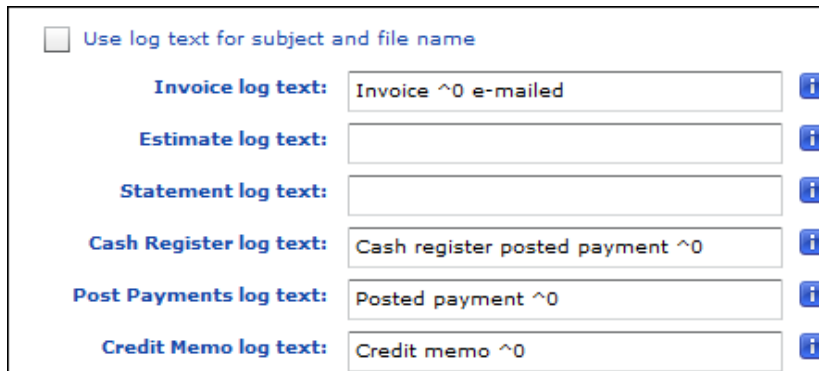 Use log text for subject and file name
Invoice log text: Invoice ^0 e-mailed
Estimate log text:
Statement log text:
Cash Register log text: Cash register posted payment ^0
Post Payments log text: Posted payment ^0
Credit Memo log text: Credit memo ^0